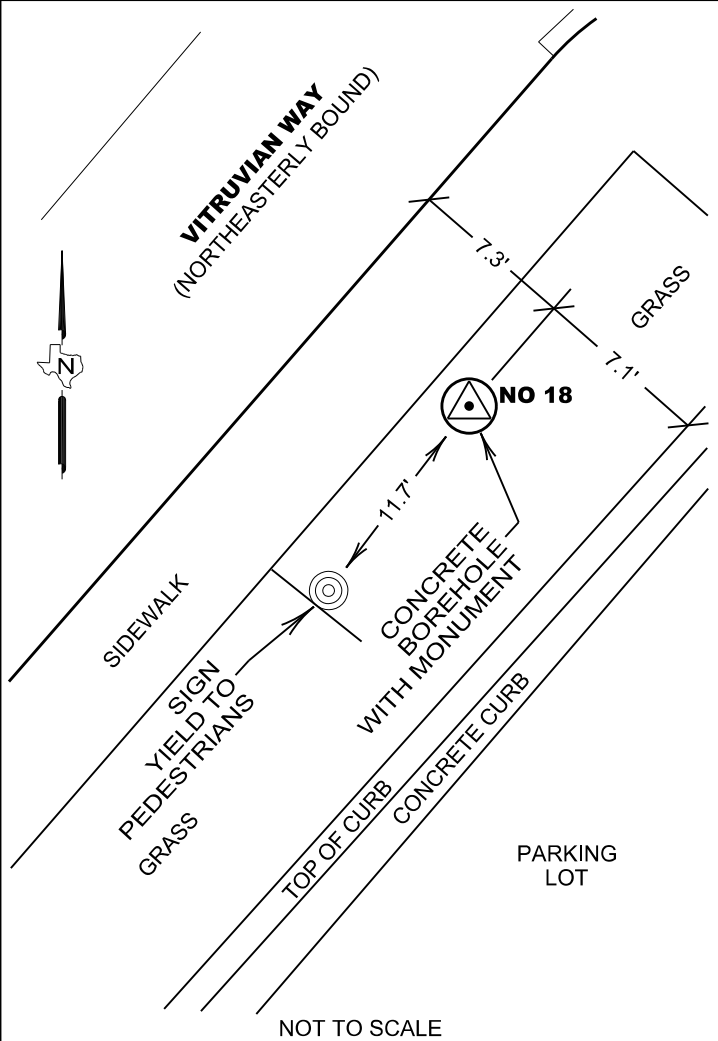 VITRUVIAN WAY
(NORTHEASTERLY BOUND)
7.3'
GRASS
N
7.1'
NO 18
11.7'
CONCRETE
BOREHOLE
WITH MONUMENT
SIDEWALK
SIGN
YIELD TO
PEDESTRIANS
GRASS
TOP OF CURB
CONCRETE CURB
PARKING
LOT
NOT TO SCALE